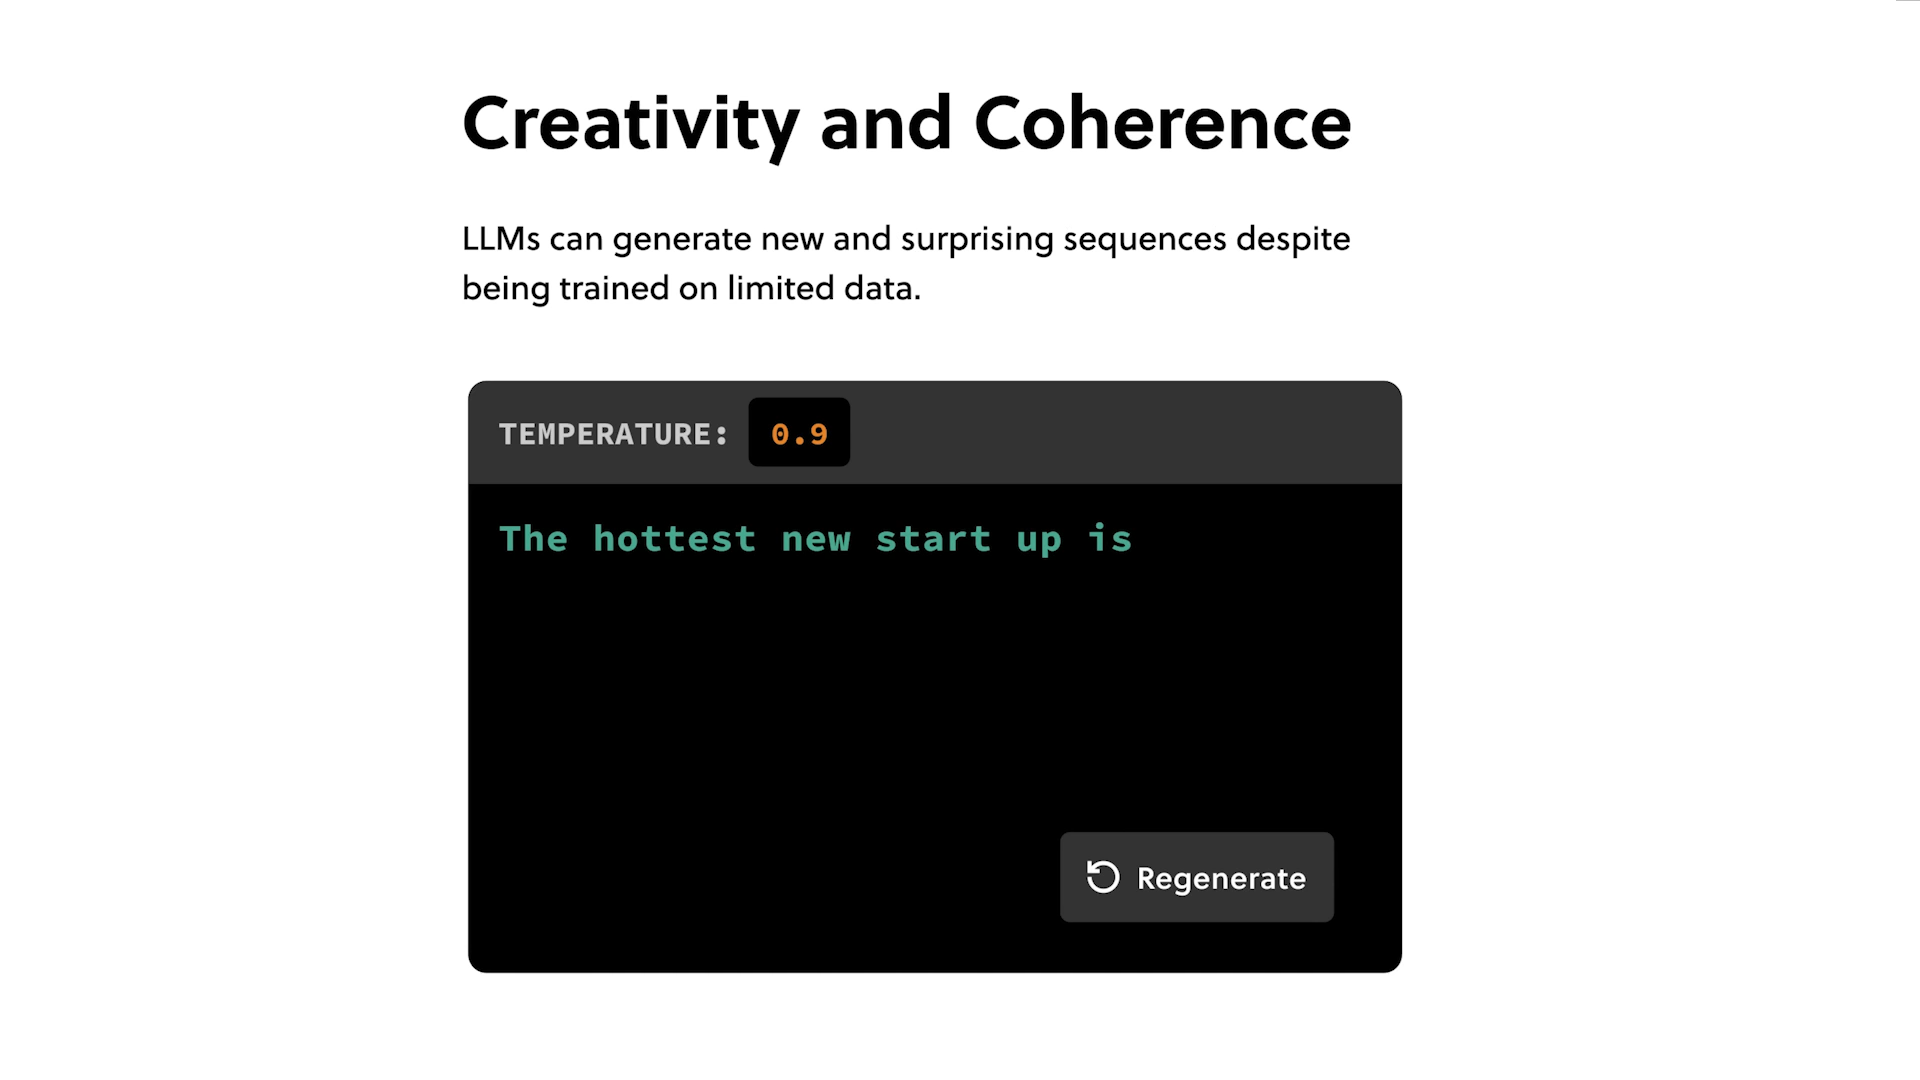 Creativity and Coherence
LLMs can generate new and surprising sequences despite
being trained on limited data.
TEMPERATURE: 0.9
The hottest new start up is
Regenerate